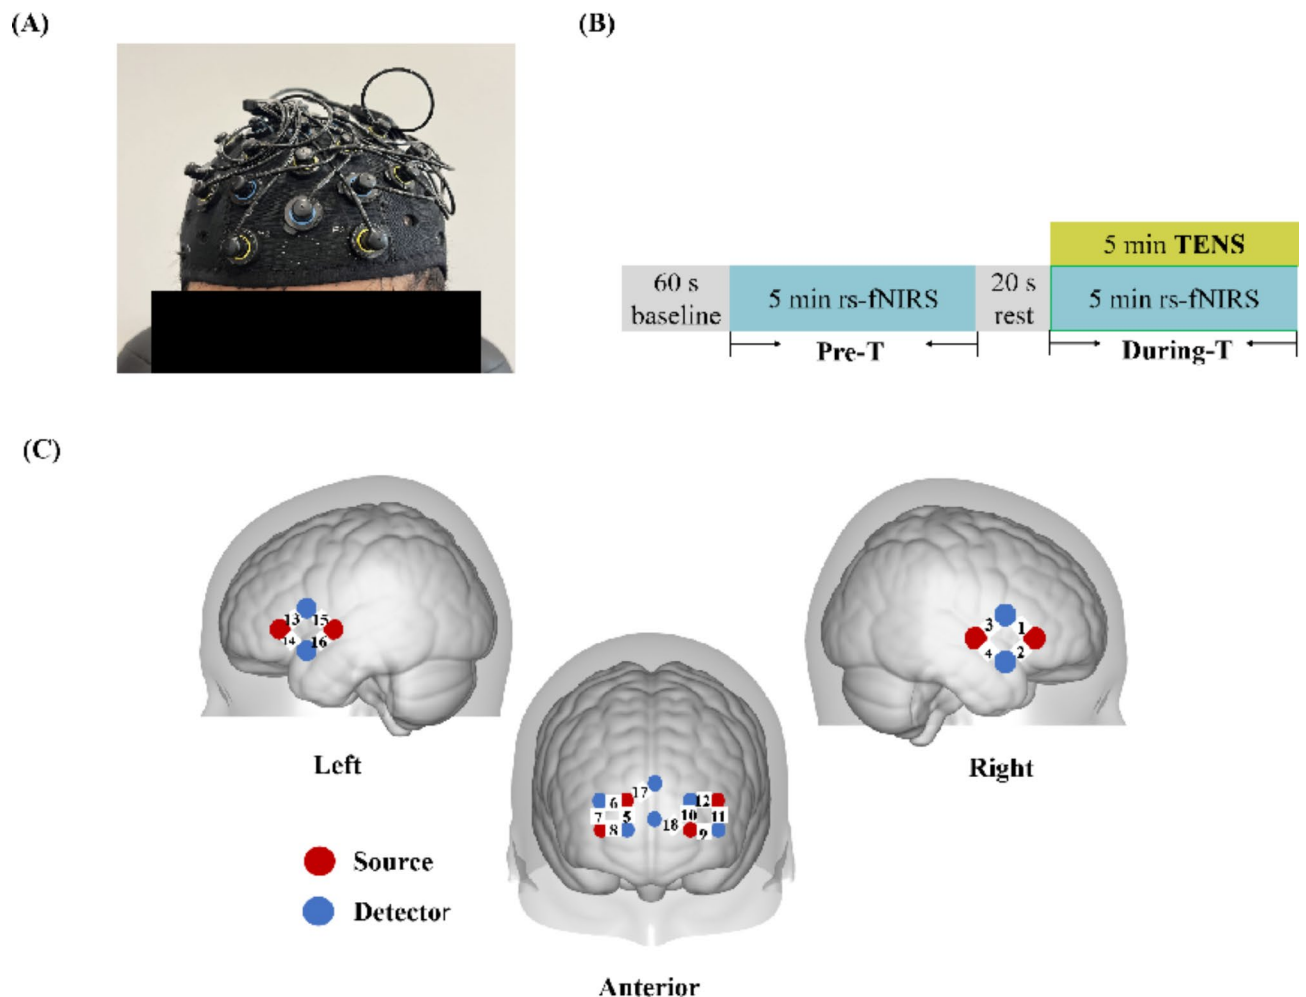 (A)
(B)
5 min TENS
60 s
baseline
5 min rs-fNIRS
20 s
rest
5 min rs-fNIRS
Pre-T
During-T
(C)
13 15
14 16
3 1
4 2
Left
Right
17
6
7 5
8
12
10 11
18
9
Source
Detector
Anterior